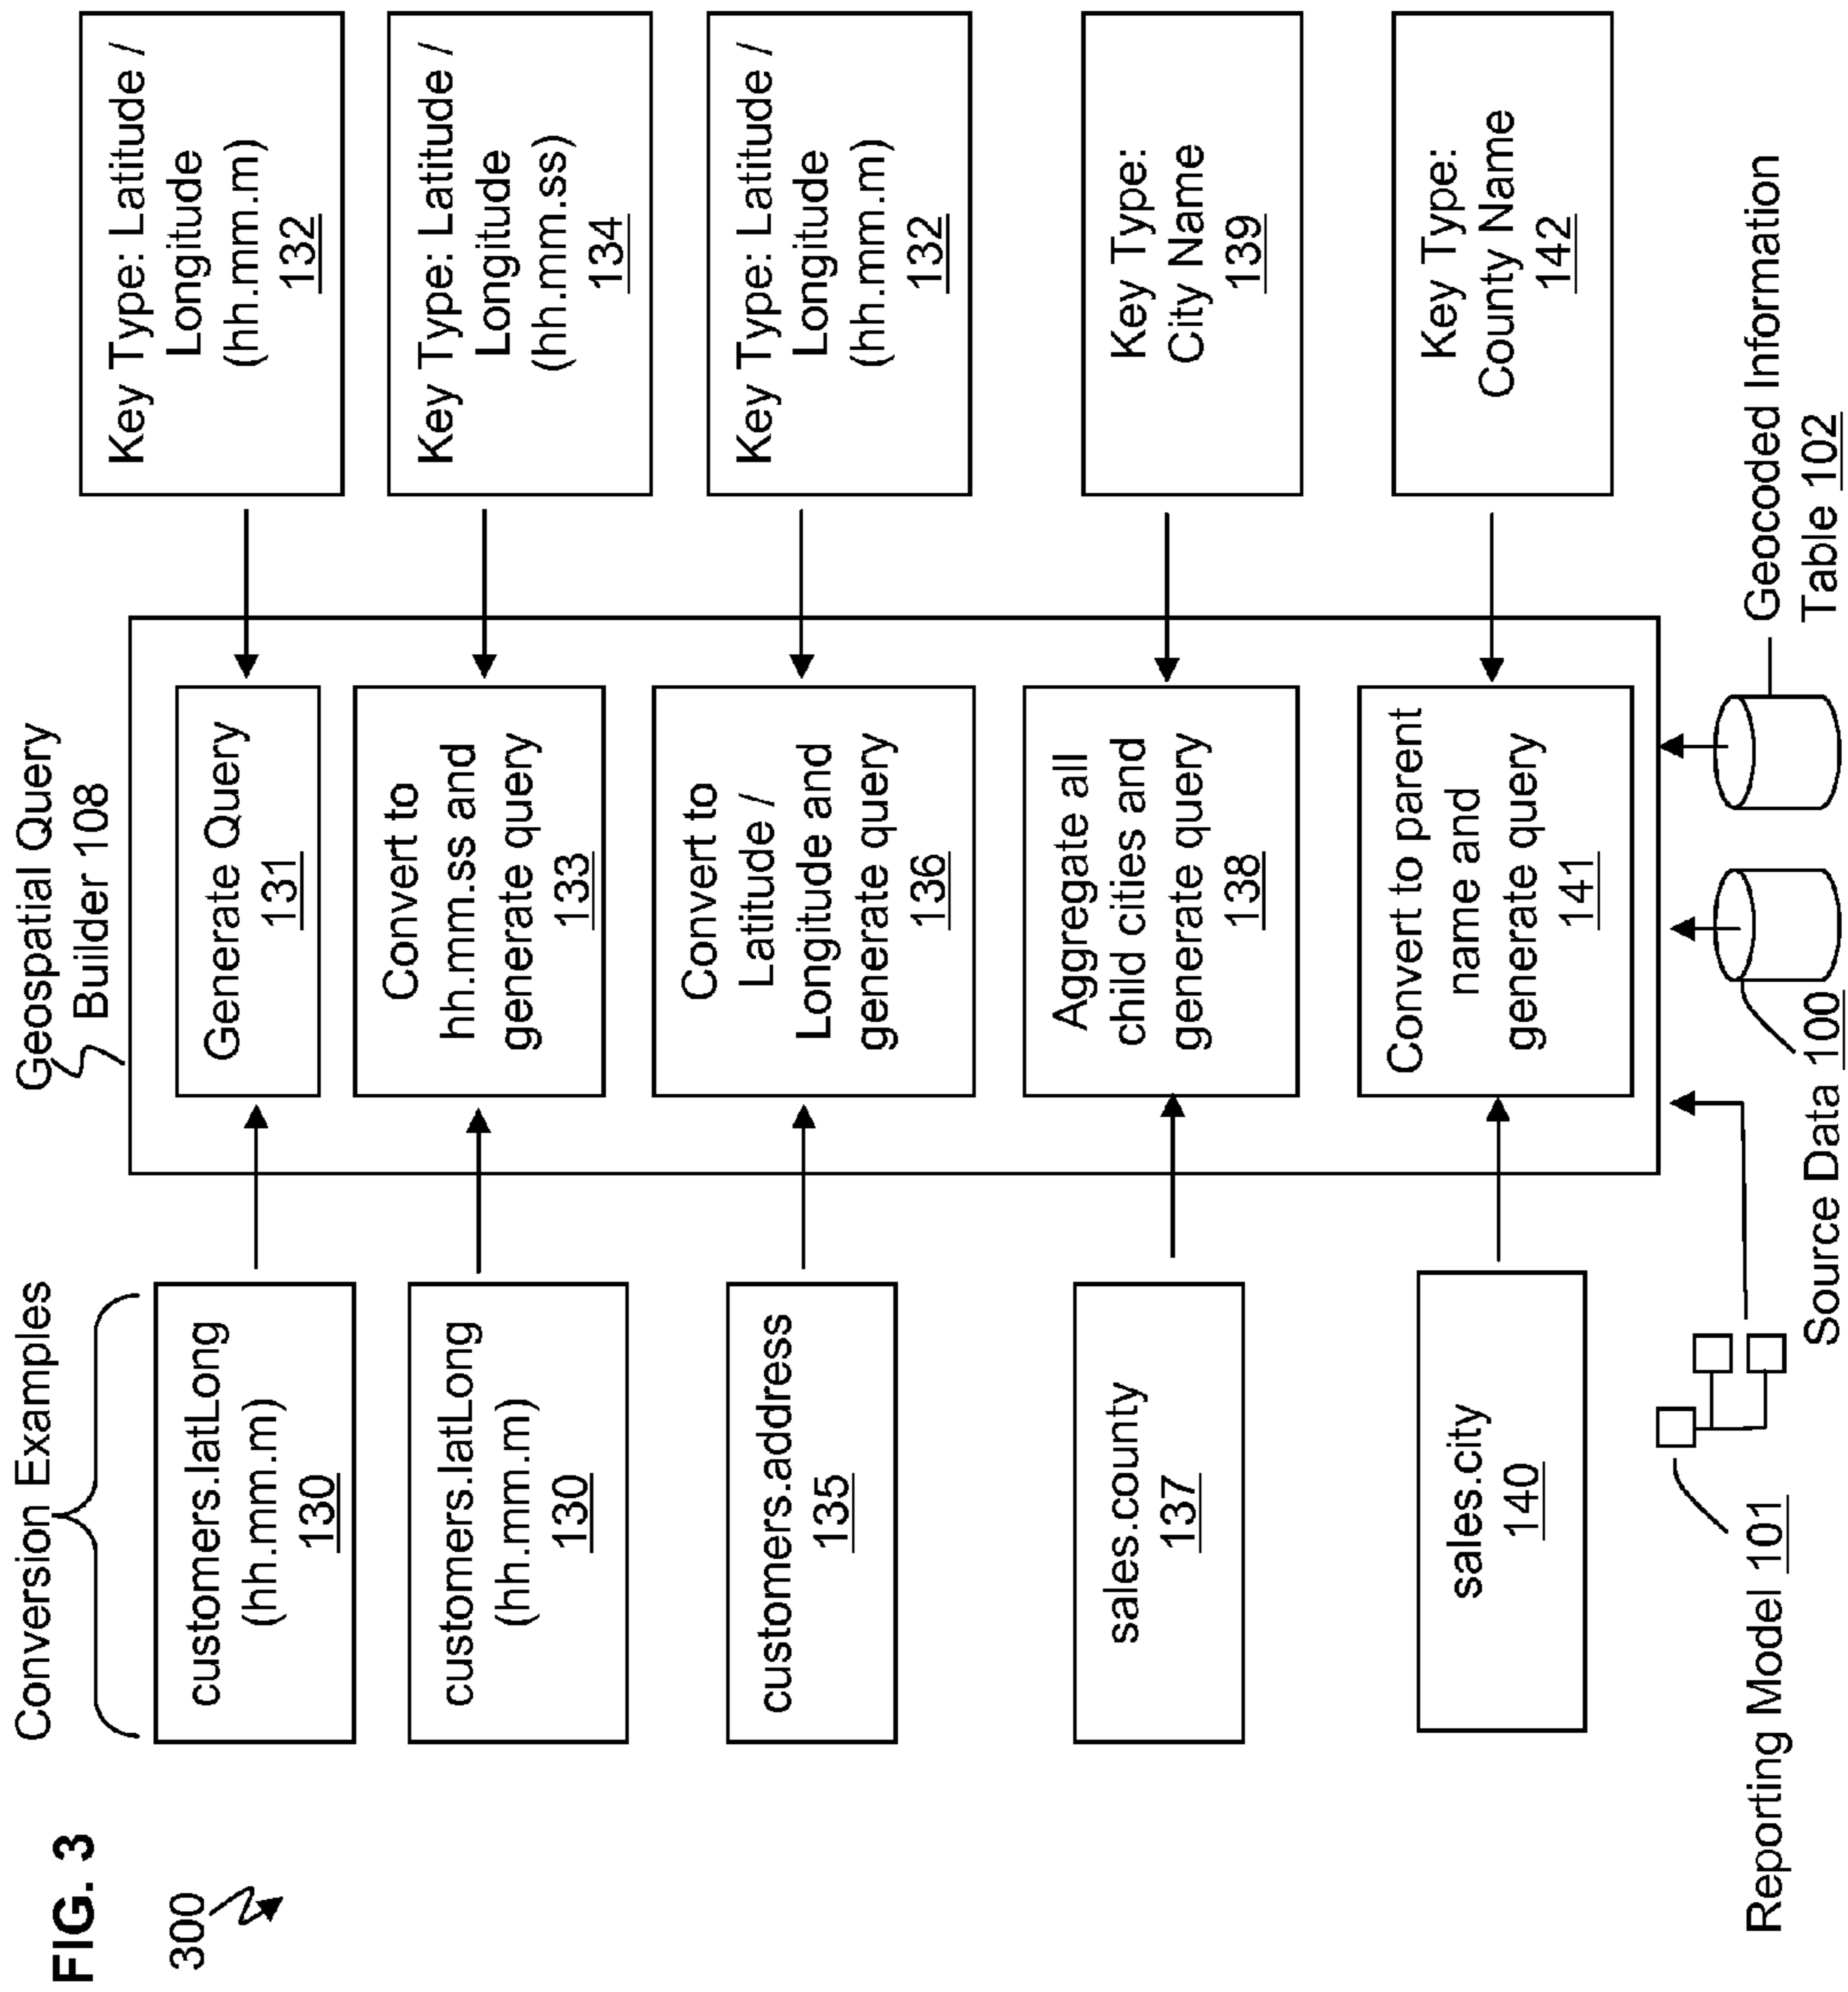 FIG. 3
300
Conversion Examples
Geospatial Query
Builder 108
customers.latLong
(hh.mm.m)
130
Generate Query
131
Key Type: Latitude /
Longitude
(hh.mm.m)
132
customers.latLong
(hh.mm.m)
130
Convert to
hh.mm.ss and
generate query
133
Key Type: Latitude /
Longitude
(hh.mm.ss)
134
customers.address
135
Convert to
Latitude /
Longitude and
generate query
136
Key Type: Latitude /
Longitude
(hh.mm.m)
132
sales.county
137
Aggregate all
child cities and
generate query
138
Key Type:
City Name
139
sales.city
140
Convert to parent
name and
generate query
141
Key Type:
County Name
142
Reporting Model 101
Source Data 100
Geocoded Information
Table 102